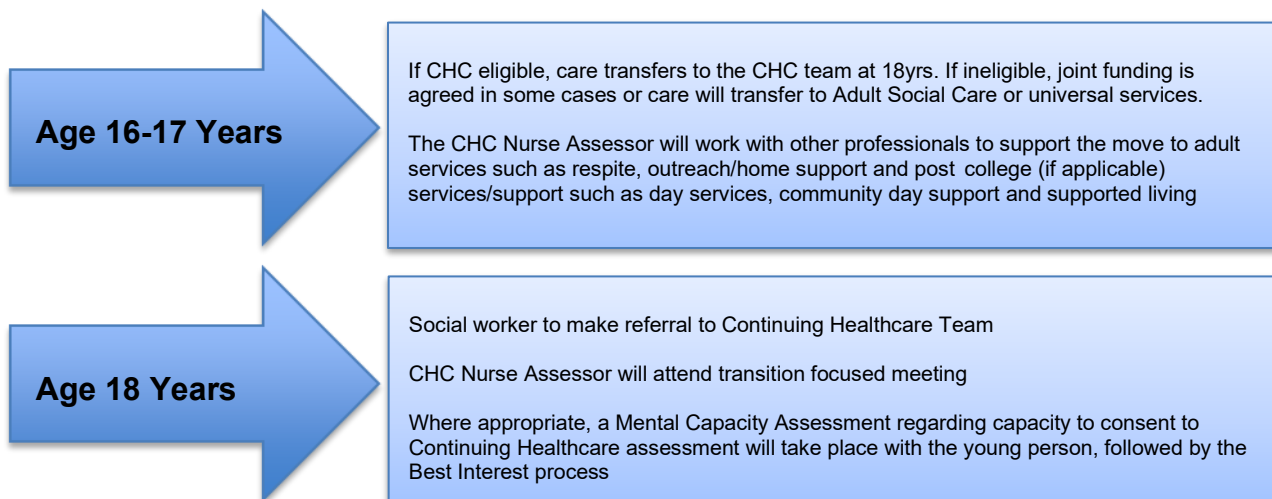 Age 16-17 Years
If CHC eligible, care transfers to the CHC team at 18yrs. If ineligible, joint funding is
agreed in some cases or care will transfer to Adult Social Care or universal services.
The CHC Nurse Assessor will work with other professionals to support the move to adult
services such as respite, outreach/home support and post college (if applicable)
services/support such as day services, community day support and supported living
Age 18 Years
Social worker to make referral to Continuing Healthcare Team
CHC Nurse Assessor will attend transition focused meeting
Where appropriate, a Mental Capacity Assessment regarding capacity to consent to
Continuing Healthcare assessment will take place with the young person, followed by the
Best Interest process